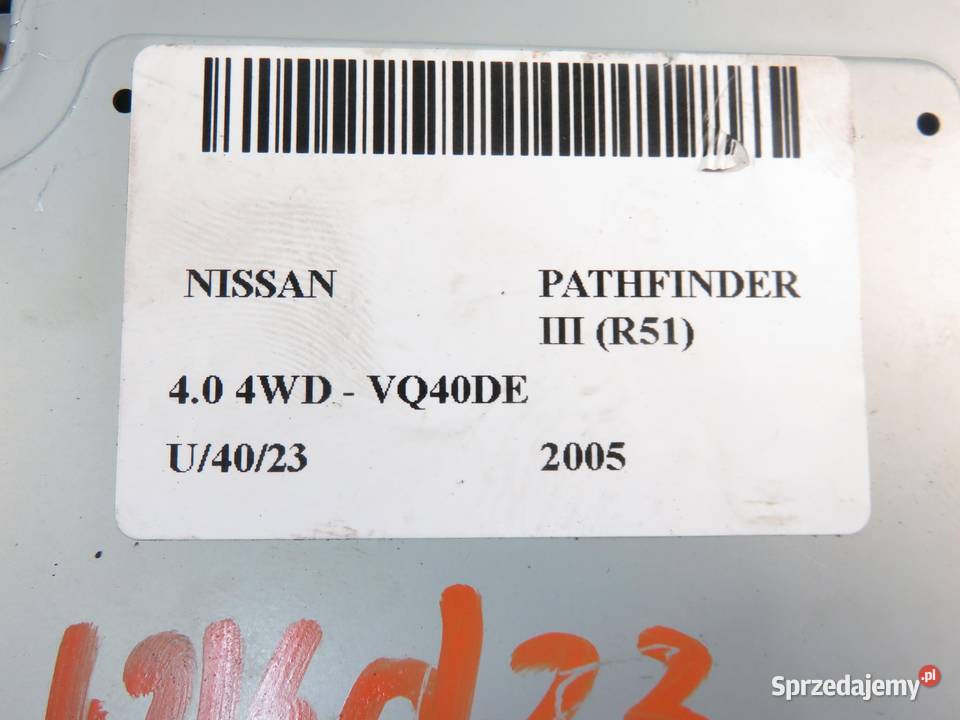 NISSAN PATHFINDER
III (R51)
4.0 4WD - VQ40DE
U/40/23 2005
Sprzedajemy.pl